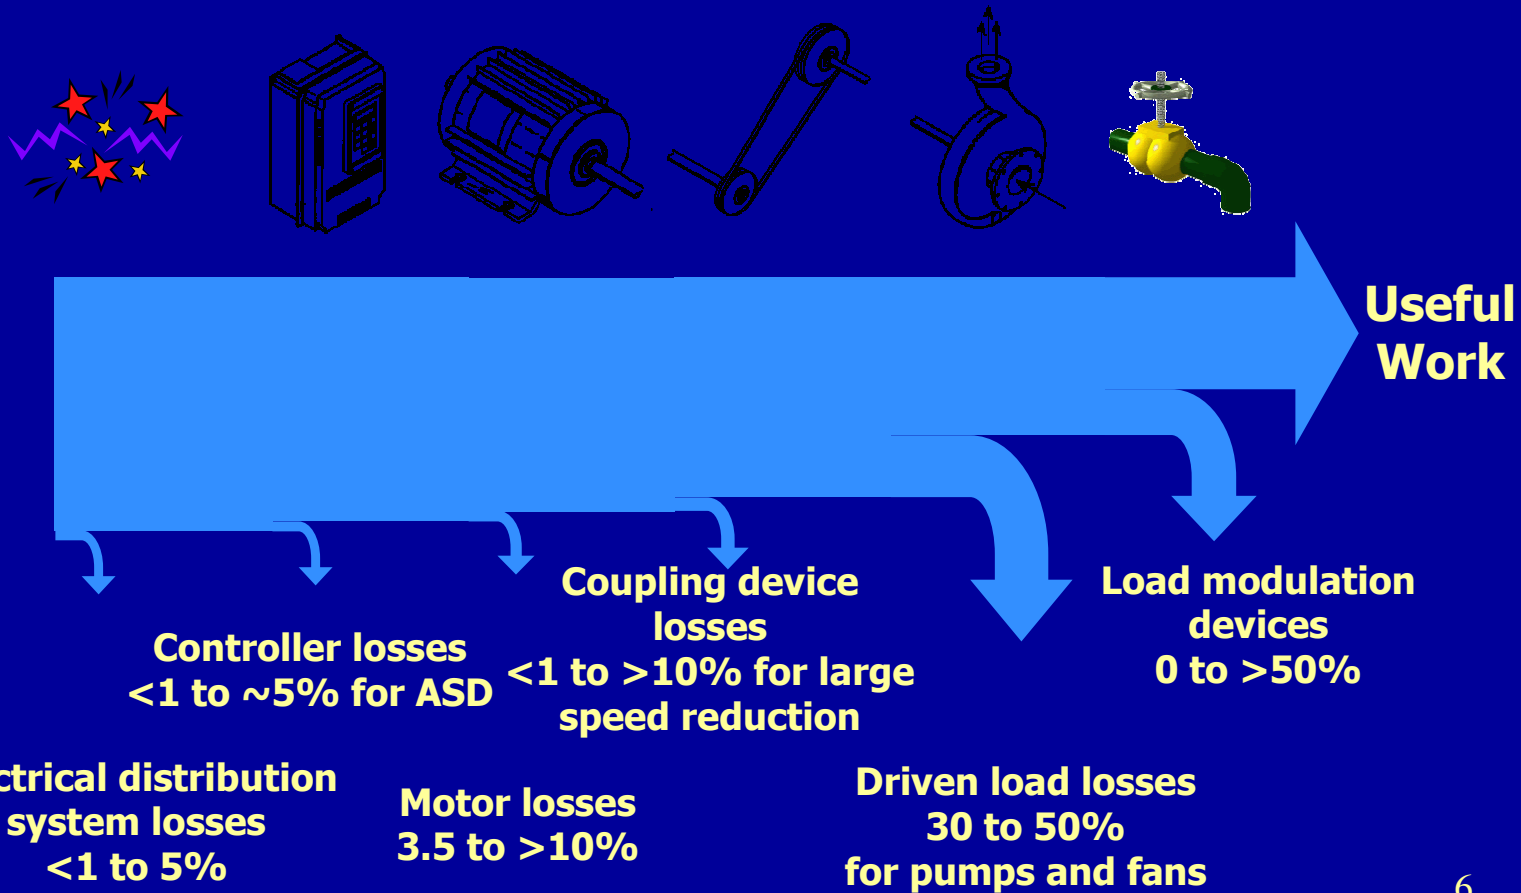 Useful
Work
Coupling device
losses
<1 to >10% for large
speed reduction
Load modulation
devices
0 to >50%
Controller losses
<1 to ~5% for ASD
ctrical distribution
system losses
<1 to 5%
Motor losses
3.5 to >10%
Driven load losses
30 to 50%
for pumps and fans
6